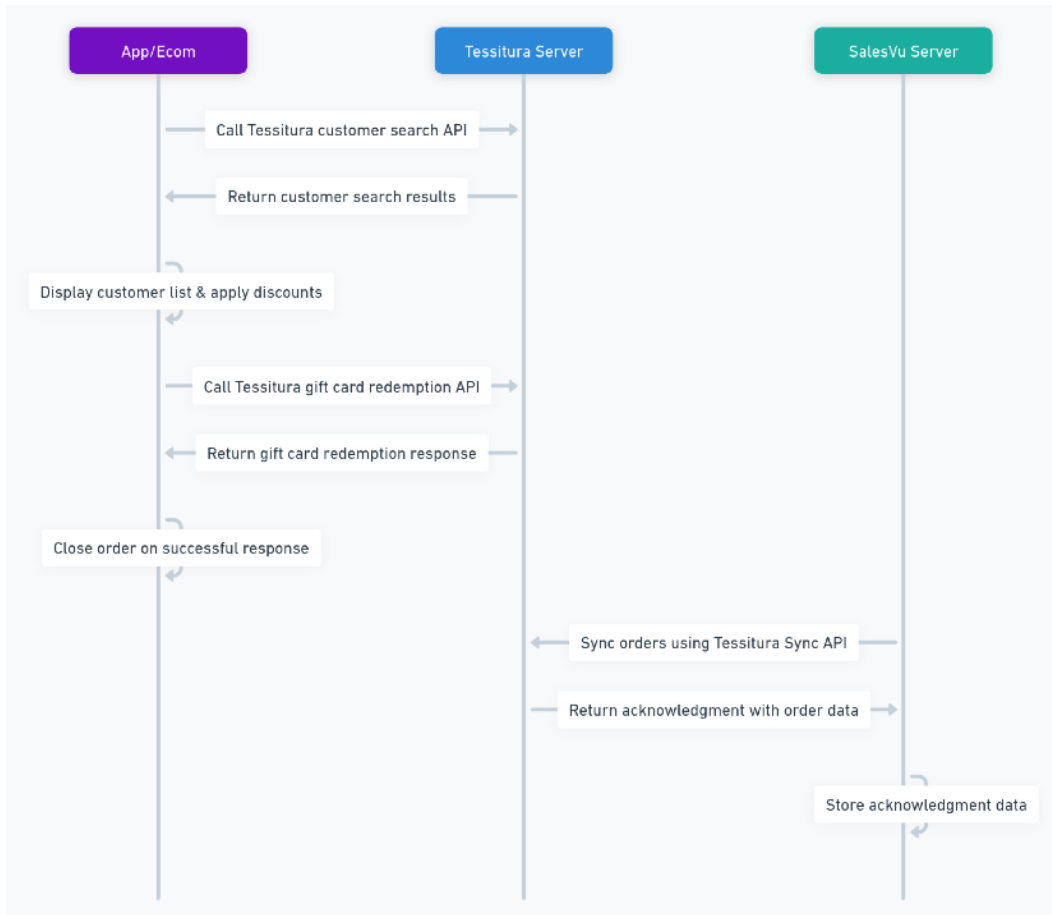 App/Ecom
Tessitura Server
SalesVu Server
Call Tessitura customer search API
Return customer search results
Display customer list & apply discounts
Call Tessitura gift card redemption API
Return gift card redemption response
Close order on successful response
Sync orders using Tessitura Sync API
Return acknowledgment with order data
Store acknowledgment data